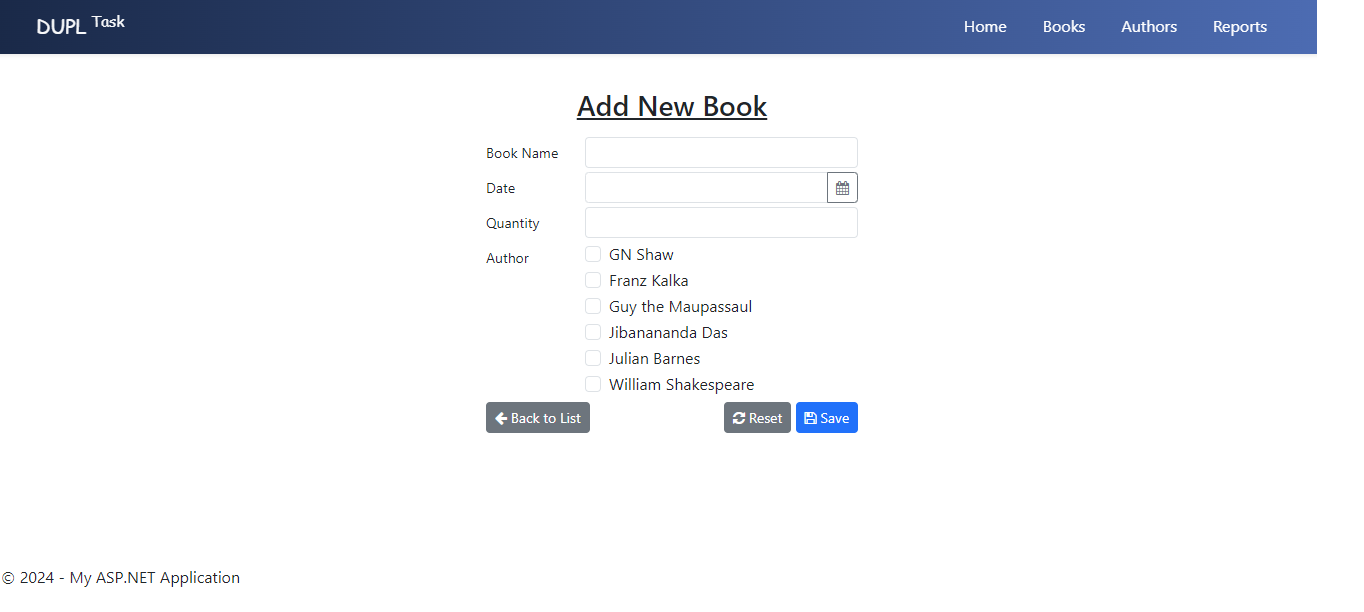 DUPL Task
Home Books Authors Reports
Add New Book
Book Name
Date
Quantity
Author
GN Shaw
Franz Kalka
Guy the Maupassaul
Jibanananda Das
Julian Barnes
William Shakespeare
Back to List Reset Save
© 2024 - My ASP.NET Application